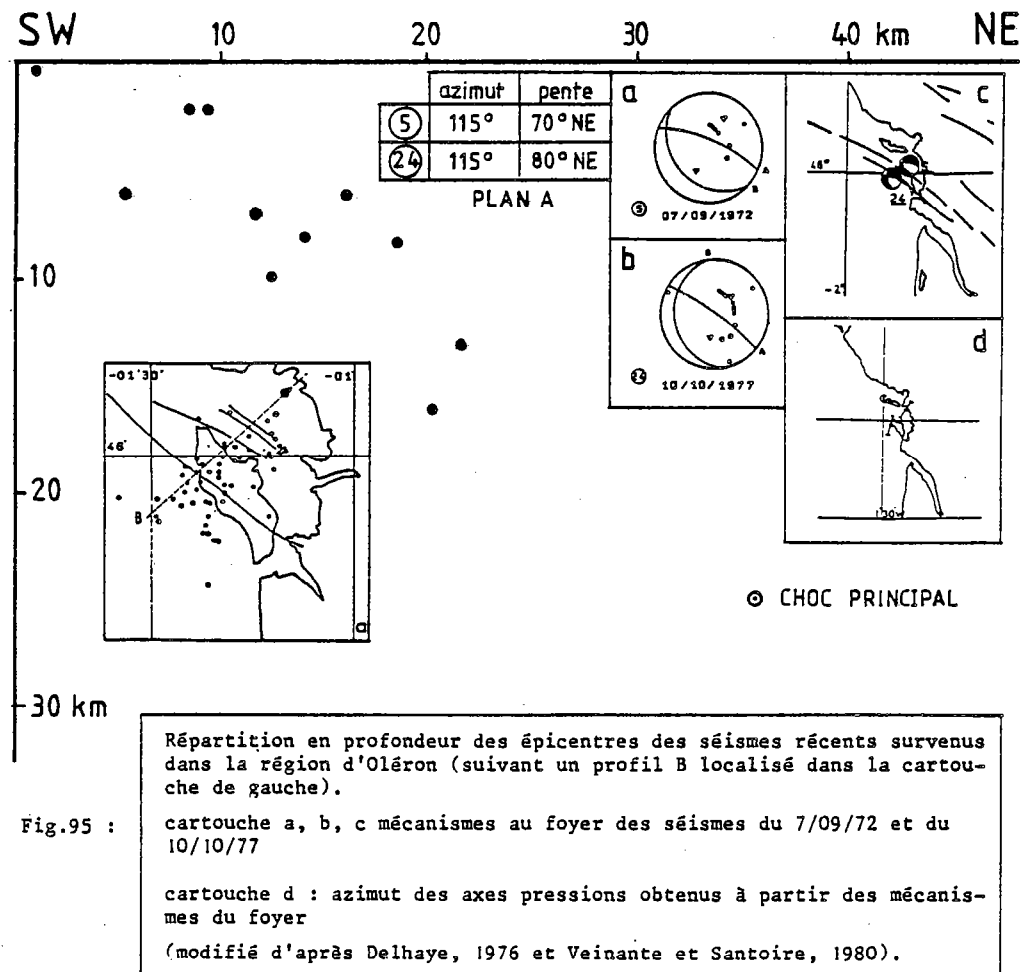 SW 10 20 30 40 km NE
azimut pente
5 115° 70° NE
24 115° 80° NE
PLAN A
a
A
B
5 07/09/1972
b
B
A
24 10/10/1977
c
46°
24
-2°
d
1°30'W
10
20
30 km
-01°30' -01°
46°
A
B
a
CHOC PRINCIPAL
Répartition en profondeur des épicentres des séismes récents survenus
dans la région d'Oléron (suivant un profil B localisé dans la cartou-
che de gauche).
Fig.95 : cartouche a, b, c mécanismes au foyer des séismes du 7/09/72 et du
10/10/77
cartouche d : azimut des axes pressions obtenus à partir des mécanis-
mes du foyer
(modifié d'après Delhaye, 1976 et Veinante et Santoire, 1980).